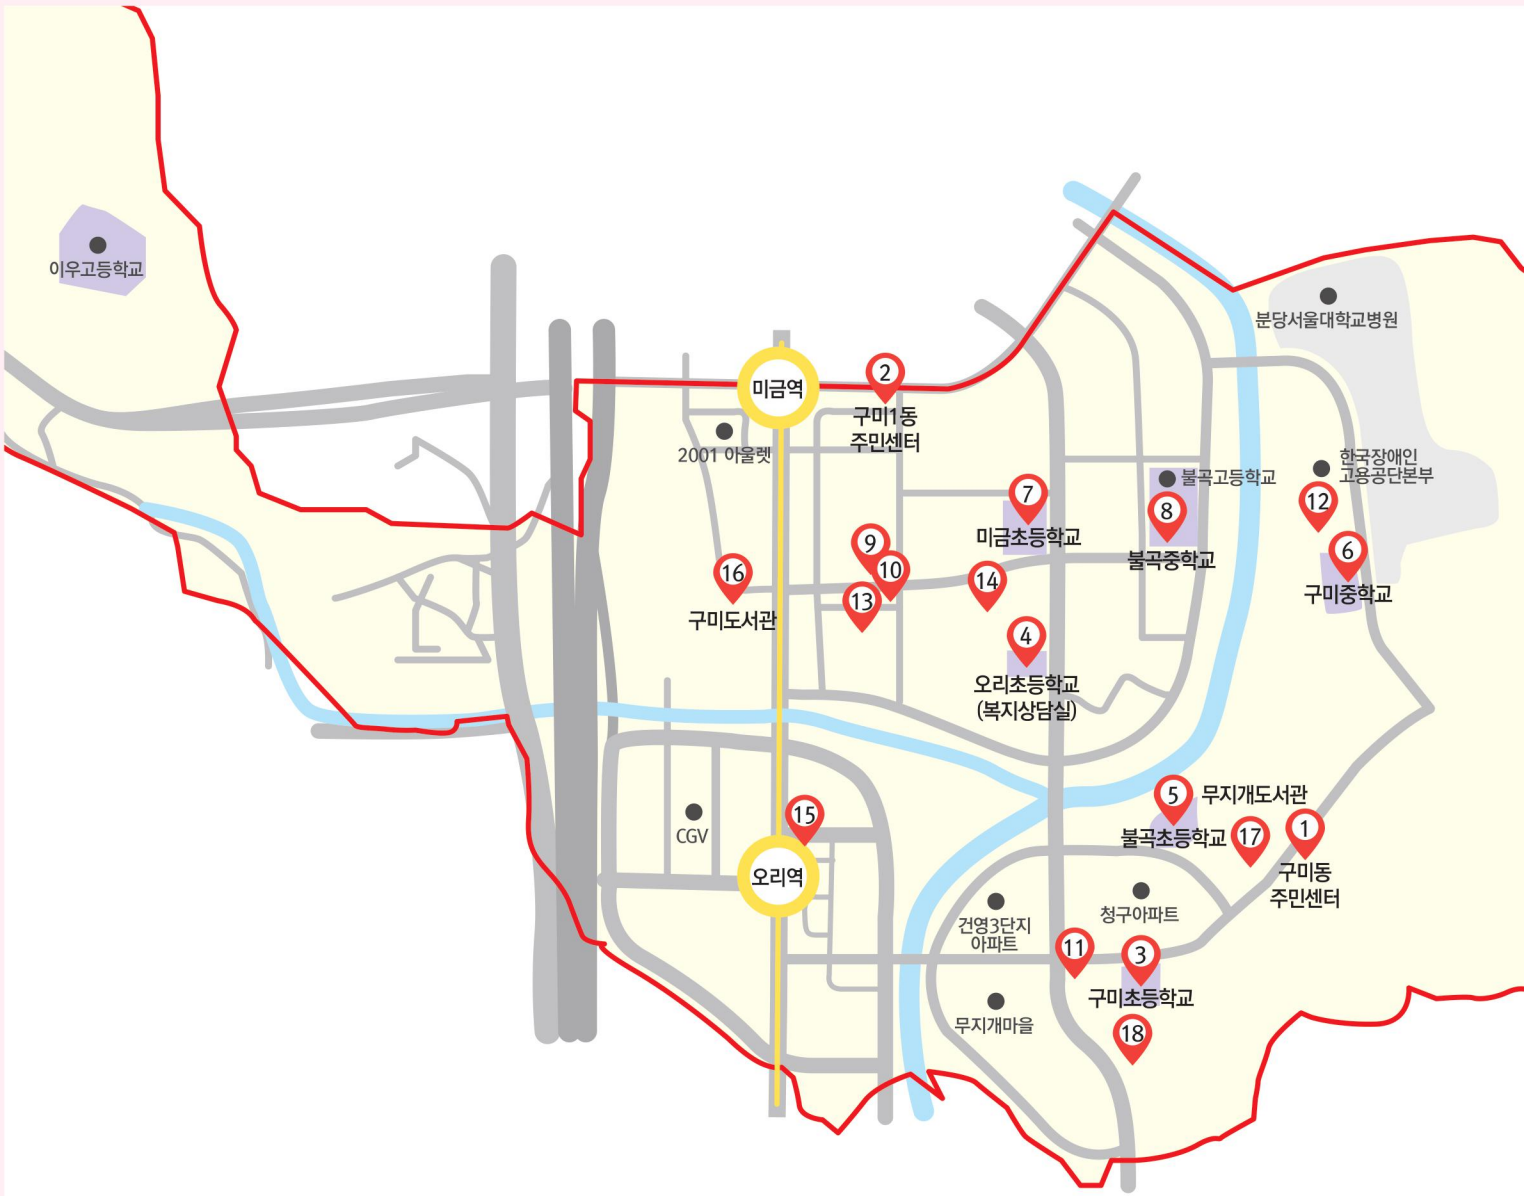 이우고등학교
분당서울대학교병원
미금역
2
구미1동
주민센터
2001 아울렛
한국장애인
고용공단본부
불곡고등학교
7
미금초등학교
8
불곡중학교
12
6
구미중학교
9
10
16
구미도서관
13
14
4
오리초등학교
(복지상담실)
5
무지개도서관
불곡초등학교
17
1
구미동
주민센터
15
CGV
오리역
청구아파트
건영3단지
아파트
11
3
구미초등학교
무지개마을
18